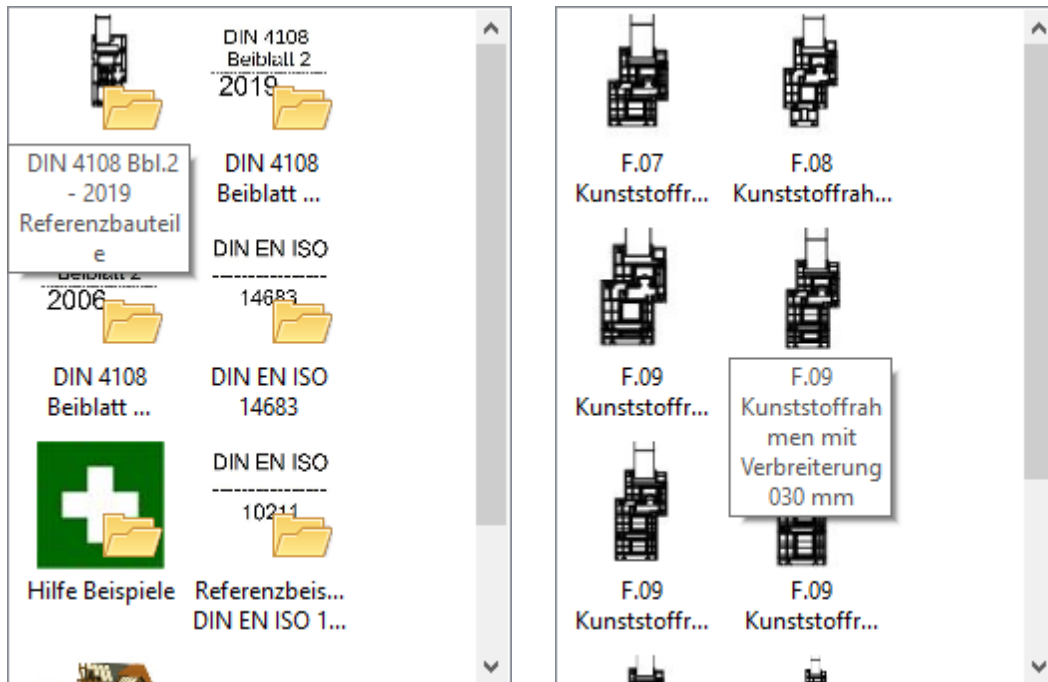 DIN 4108
Beiblatt 2
2019
DIN 4108 Bbl.2
- 2019
Referenzbauteil
e
DIN 4108
Beiblatt ...
Beiblatt 2
2006
DIN EN ISO
14683
DIN 4108
Beiblatt ...
DIN EN ISO
14683
DIN EN ISO
10211
Hilfe Beispiele
Referenzbeis...
DIN EN ISO 1...
F.07
Kunststoffr...
F.08
Kunststoffrah...
F.09
Kunststoffr...
F.09
Kunststoffrah
men mit
Verbreiterung
030 mm
F.09
Kunststoffr...
F.09
Kunststoffr...